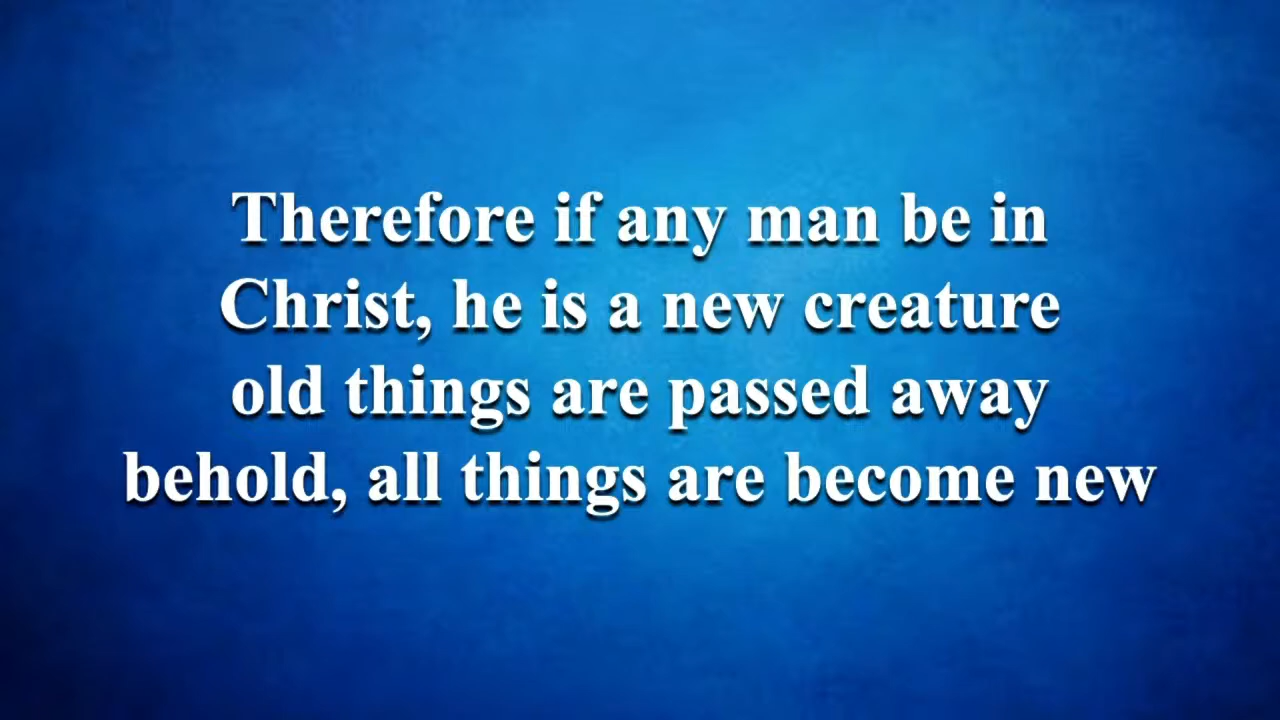 Therefore if any man be in
Christ, he is a new creature
old things are passed away
behold, all things are become new